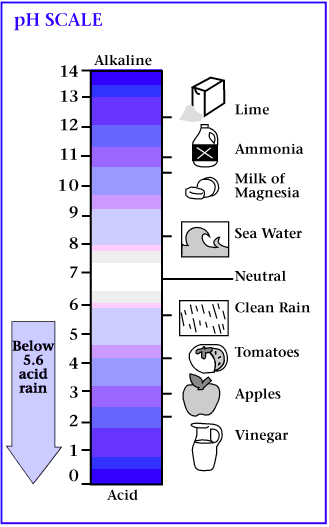 pH SCALE
Alkaline
14
13
12
11
10
9
8
7
6
5
4
3
2
1
0
Acid
Lime
Ammonia
Milk of
Magnesia
Sea Water
Neutral
Clean Rain
Tomatoes
Apples
Vinegar
Below
5.6
acid
rain